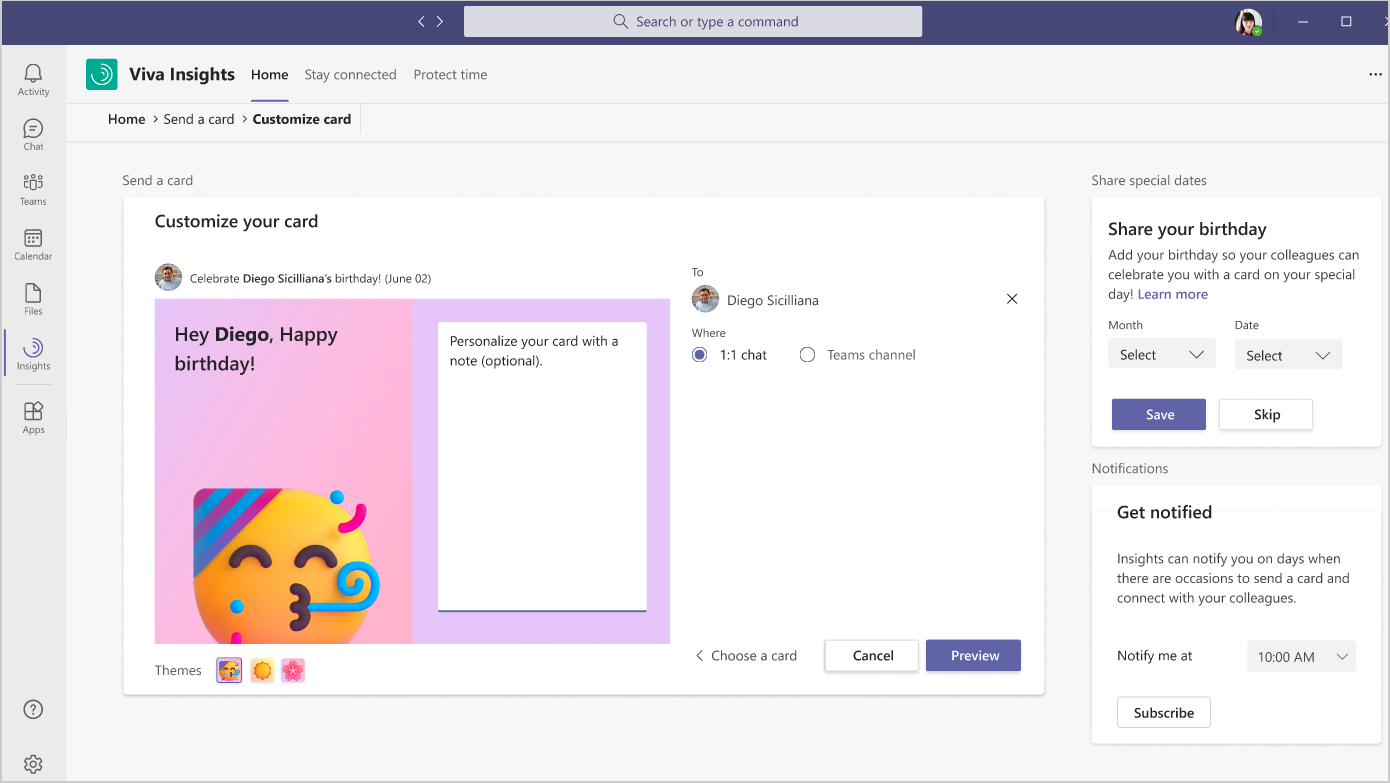 Search or type a command
Activity
Chat
Teams
Calendar
Files
Insights
Apps
Viva Insights
Home
Stay connected
Protect time
Home > Send a card > Customize card
Send a card
Customize your card
Celebrate Diego Sicilliana's birthday! (June 02)
Hey Diego, Happy
birthday!
Personalize your card with a
note (optional).
Themes
To
Diego Sicilliana
Where
1:1 chat
Teams channel
Choose a card
Cancel
Preview
Share special dates
Share your birthday
Add your birthday so your colleagues can
celebrate you with a card on your special
day! Learn more
Month
Date
Select
Select
Save
Skip
Notifications
Get notified
Insights can notify you on days when
there are occasions to send a card and
connect with your colleagues.
Notify me at
10:00 AM
Subscribe